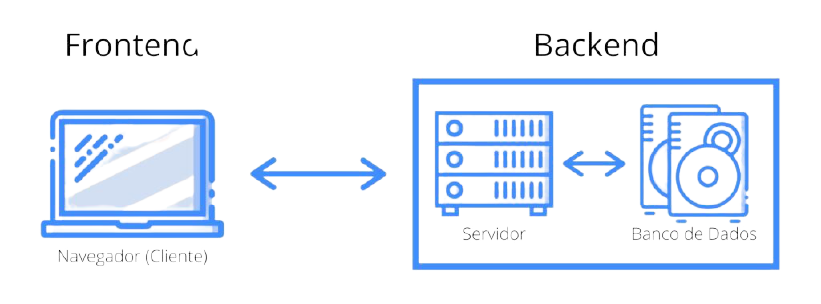 Frontend
Backend
Servidor
Banco de Dados
Navegador (Cliente)